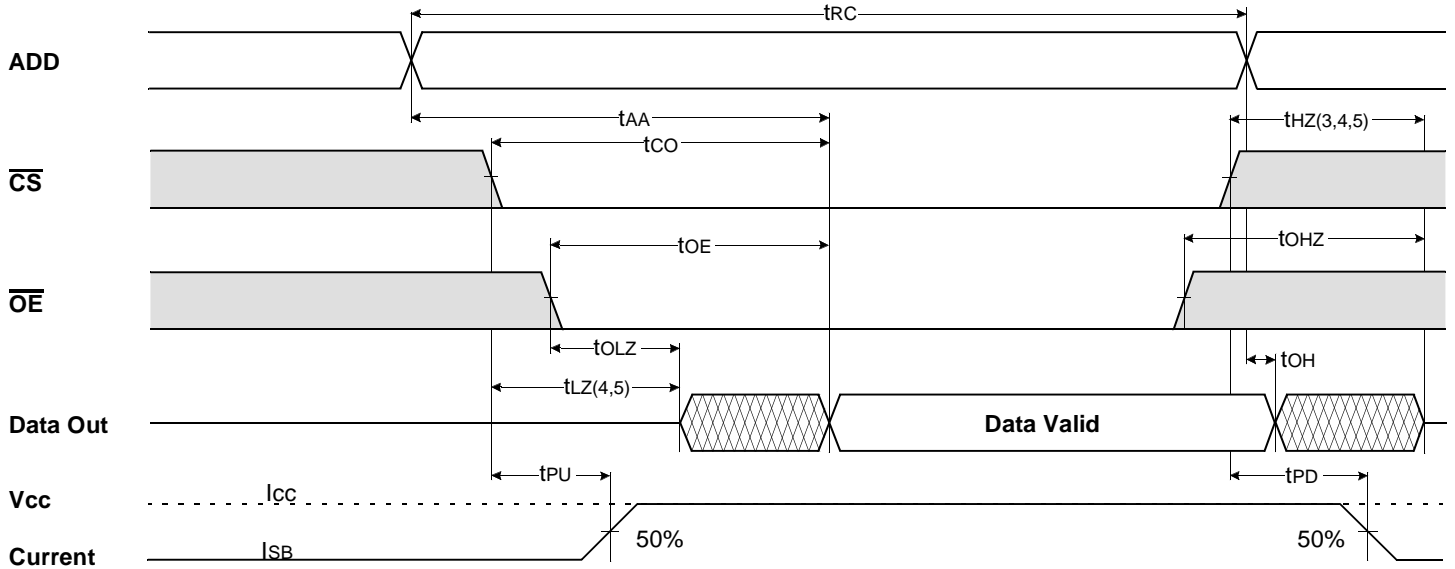 tRC
ADD
tAA
tHZ(3,4,5)
tCO
CS
tOE
tOHZ
OE
tOLZ
tOH
tLZ(4,5)
Data Out
Data Valid
tPU
tPD
Vcc
ICC
50%
50%
Current
ISB